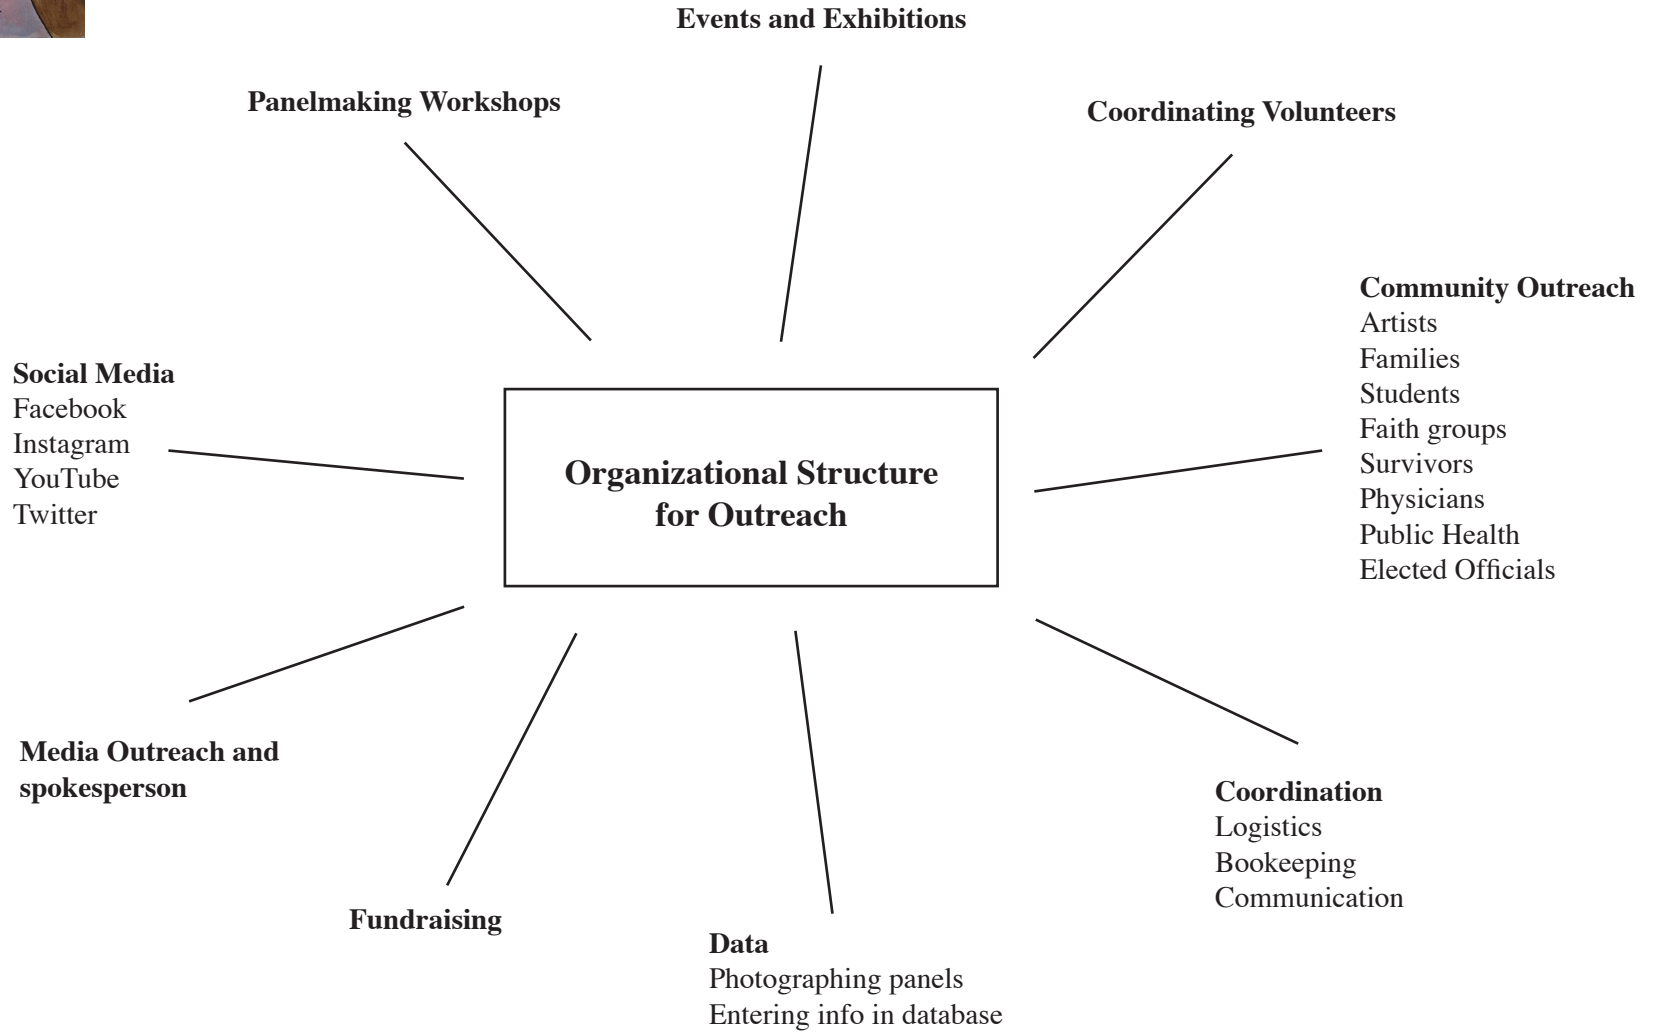 Events and Exhibitions
Panelmaking Workshops
Coordinating Volunteers
Community Outreach
Artists
Families
Students
Faith groups
Survivors
Physicians
Public Health
Elected Officials
Social Media
Facebook
Instagram
YouTube
Twitter
Organizational Structure
for Outreach
Media Outreach and
spokesperson
Coordination
Logistics
Bookeeping
Communication
Fundraising
Data
Photographing panels
Entering info in database